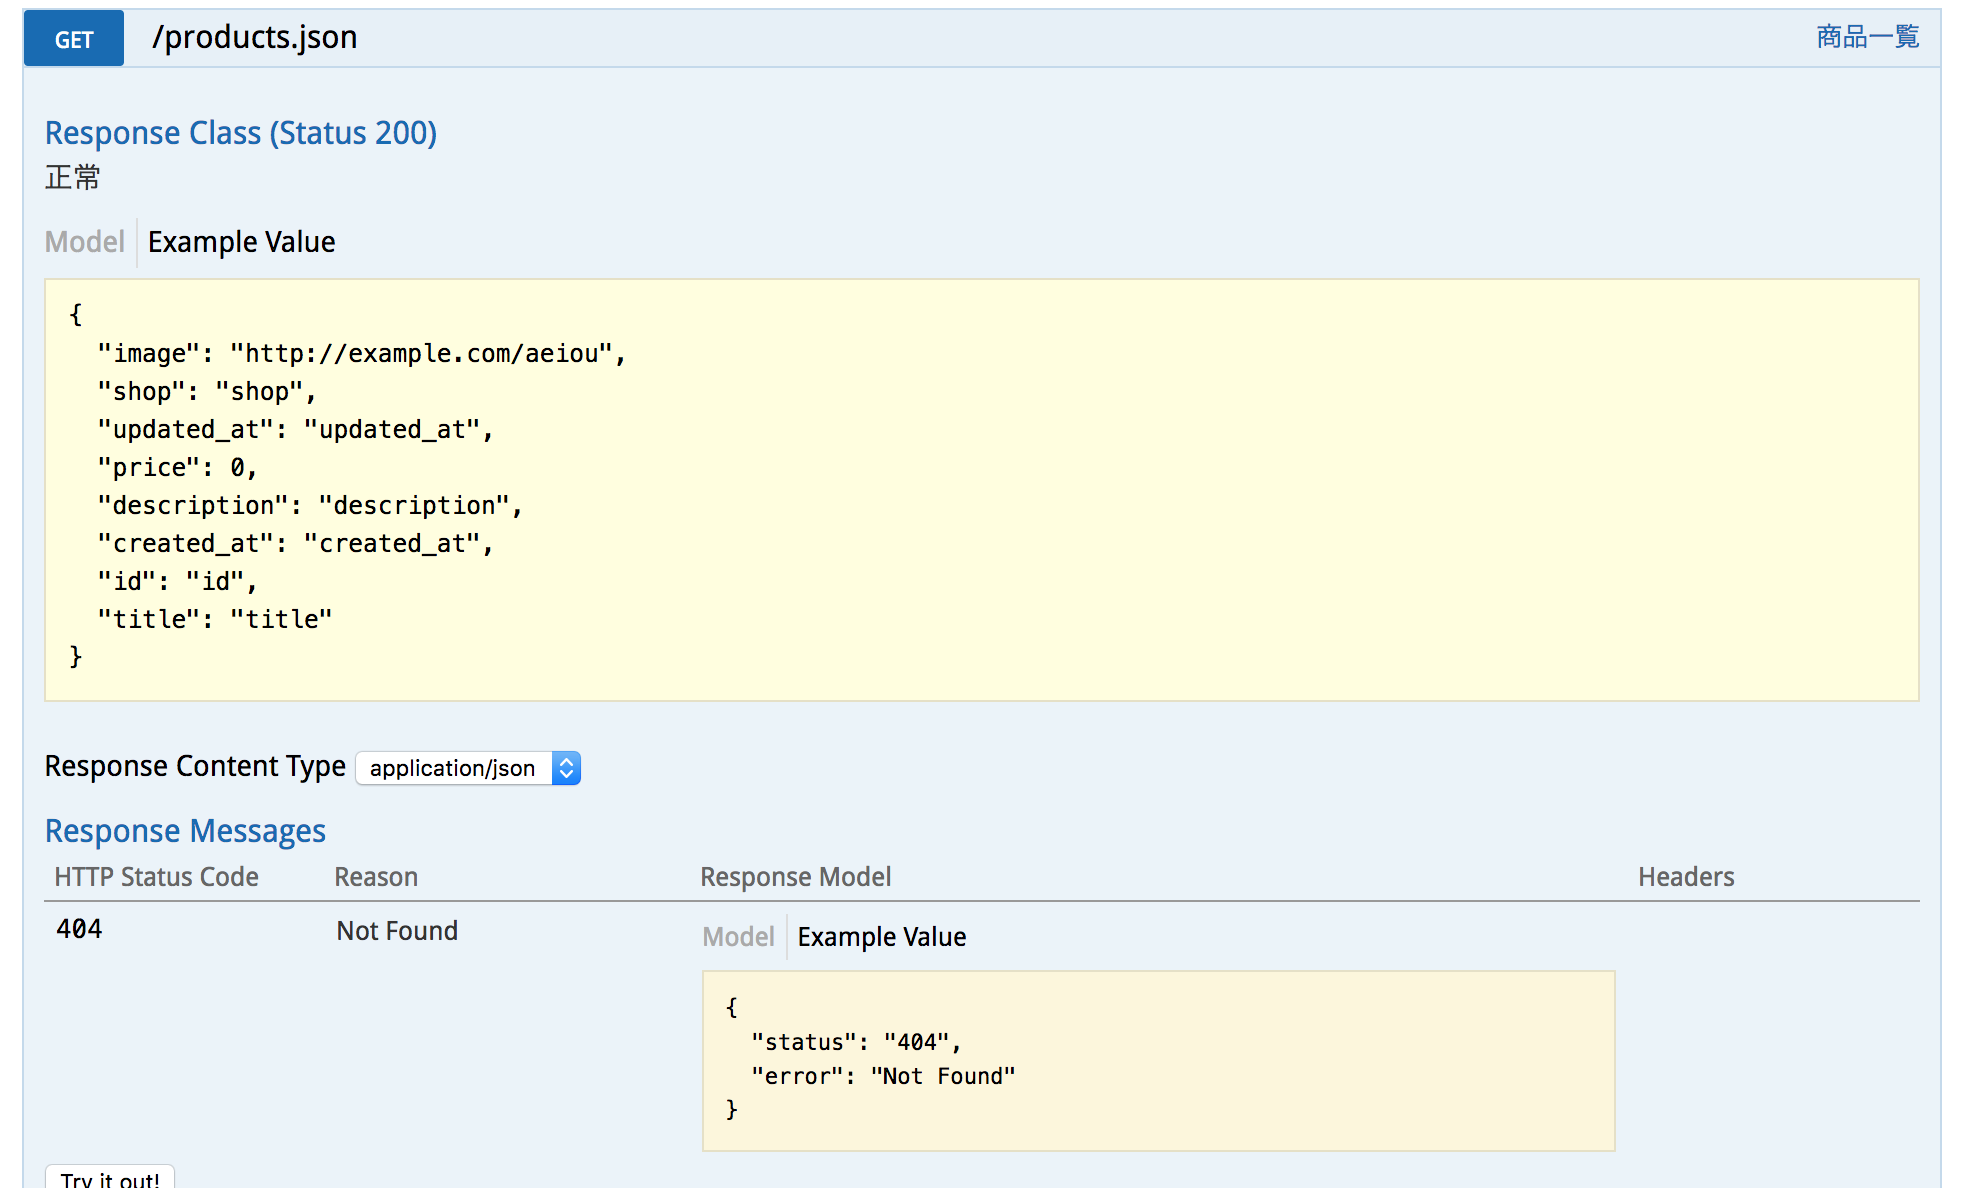 GET /products.json 商品一覧
Response Class (Status 200)
正常
Model Example Value
{
  "image": "http://example.com/aeiou",
  "shop": "shop",
  "updated_at": "updated_at",
  "price": 0,
  "description": "description",
  "created_at": "created_at",
  "id": "id",
  "title": "title"
}
Response Content Type application/json
Response Messages
HTTP Status Code Reason Response Model Headers
404 Not Found Model Example Value
{
  "status": "404",
  "error": "Not Found"
}
Try it out!